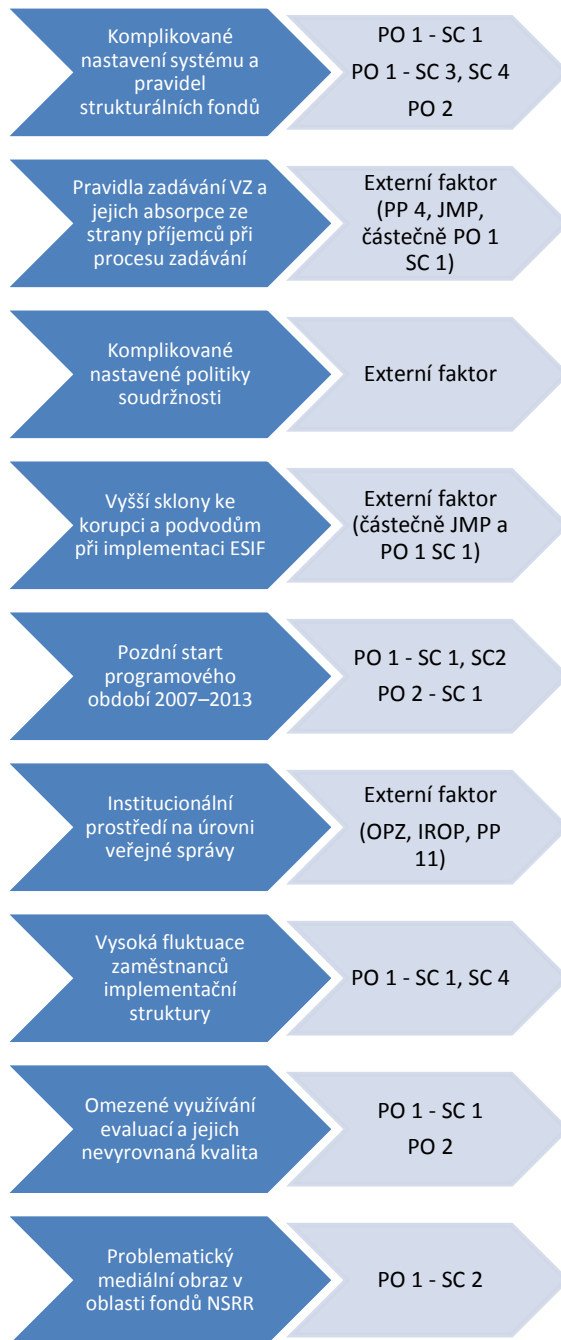 Komplikované
nastavení systému a
pravidel
strukturálních fondů
PO 1 - SC 1
PO 1 - SC 3, SC 4
PO 2
Pravidla zadávání VZ a
jejich absorpce ze
strany příjemců při
procesu zadávání
Externí faktor
(PP 4, JMP,
částečně PO 1
SC 1)
Komplikované
nastavené politiky
soudržnosti
Externí faktor
Vyšší sklony ke
korupci a podvodům
při implementaci ESIF
Externí faktor
(částečně JMP a
PO 1 SC 1)
Pozdní start
programového
období 2007–2013
PO 1 - SC 1, SC2
PO 2 - SC 1
Institucionální
prostředí na úrovni
veřejné správy
Externí faktor
(OPZ, IROP, PP
11)
Vysoká fluktuace
zaměstnanců
implementační
struktury
PO 1 - SC 1, SC 4
Omezené využívání
evaluací a jejich
nevyrovnaná kvalita
PO 1 - SC 1
PO 2
Problematický
mediální obraz v
oblasti fondů NSRR
PO 1 - SC 2